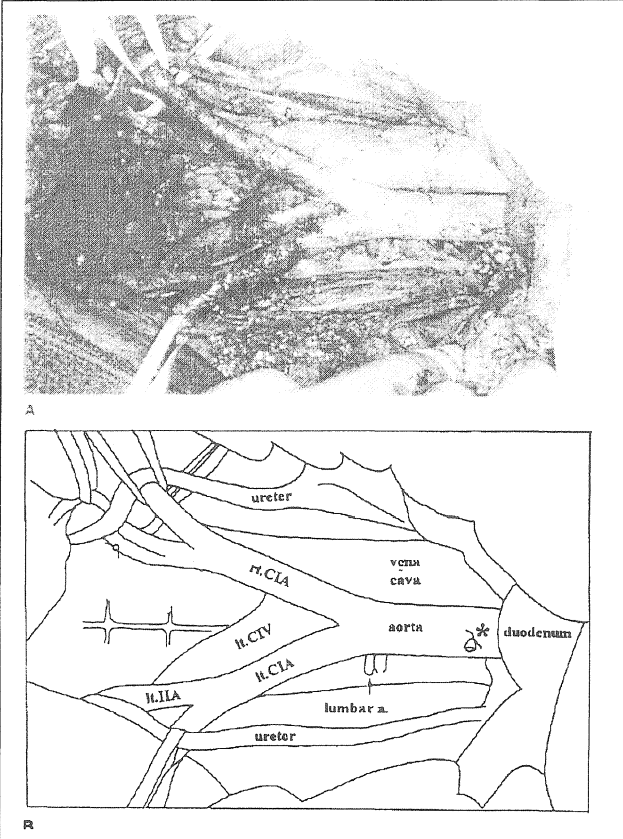 A
ureter
vena
cava
rt.CIA
aorta
*
duodenum
lt.CIV
lt.CIA
lt.IIA
lumbar a.
ureter
B